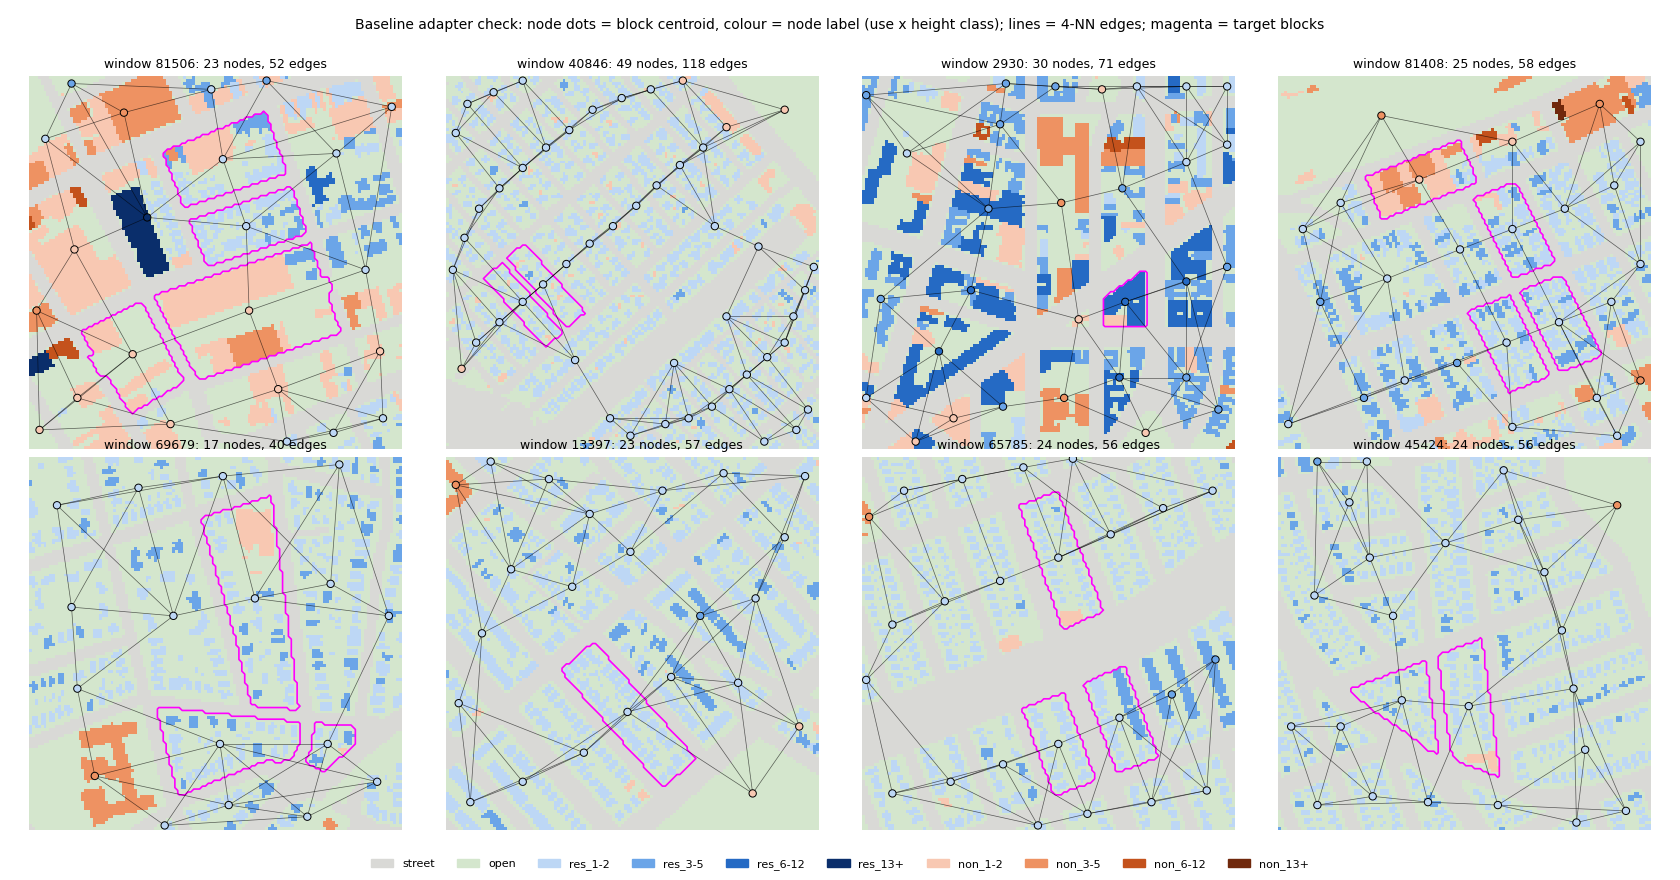 Baseline adapter check: node dots = block centroid, colour = node label (use x height class); lines = 4-NN edges; magenta = target blocks
window 81506: 23 nodes, 52 edges
window 40846: 49 nodes, 118 edges
window 2930: 30 nodes, 71 edges
window 81408: 25 nodes, 58 edges
window 69679: 17 nodes, 40 edges
window 13397: 23 nodes, 57 edges
window 65785: 24 nodes, 56 edges
window 45424: 24 nodes, 56 edges
street open res_1-2 res_3-5 res_6-12 res_13+ non_1-2 non_3-5 non_6-12 non_13+